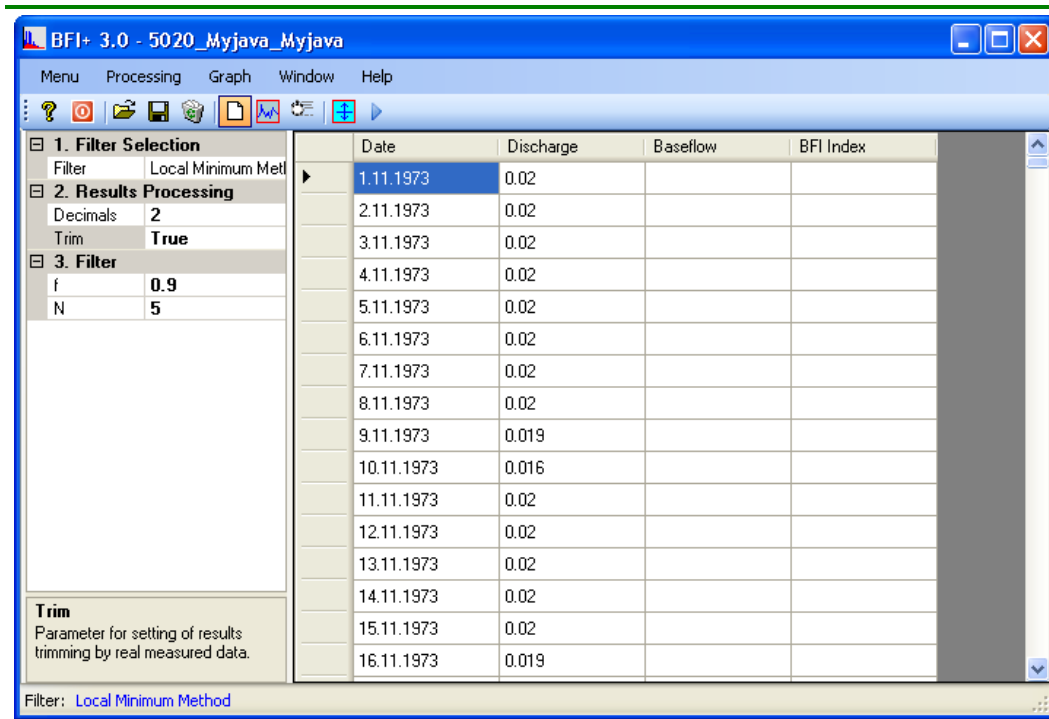 BFI+ 3.0 - 5020_Myjava_Myjava
Menu Processing Graph Window Help
1. Filter Selection
Filter Local Minimum Metl
2. Results Processing
Decimals 2
Trim True
3. Filter
f 0.9
N 5
Date Discharge Baseflow BFI Index
1.11.1973 0.02
2.11.1973 0.02
3.11.1973 0.02
4.11.1973 0.02
5.11.1973 0.02
6.11.1973 0.02
7.11.1973 0.02
8.11.1973 0.02
9.11.1973 0.019
10.11.1973 0.016
11.11.1973 0.02
12.11.1973 0.02
13.11.1973 0.02
14.11.1973 0.02
15.11.1973 0.02
16.11.1973 0.019
Trim
Parameter for setting of results
trimming by real measured data.
Filter: Local Minimum Method